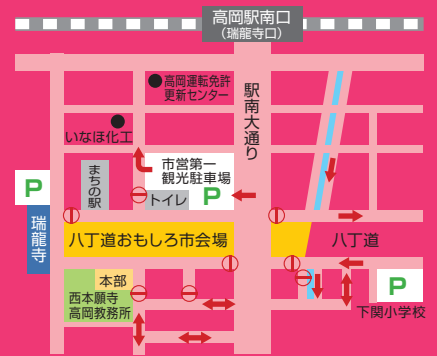 高岡駅南口
（瑞龍寺口）
高岡運転免許
更新センター
駅南大通り
いなほ化工
市営第一
観光駐車場
まちの駅
トイレ
P
P
瑞龍寺
八丁道おもしろ市会場
八丁道
本部
西本願寺
高岡教務所
P
下関小学校